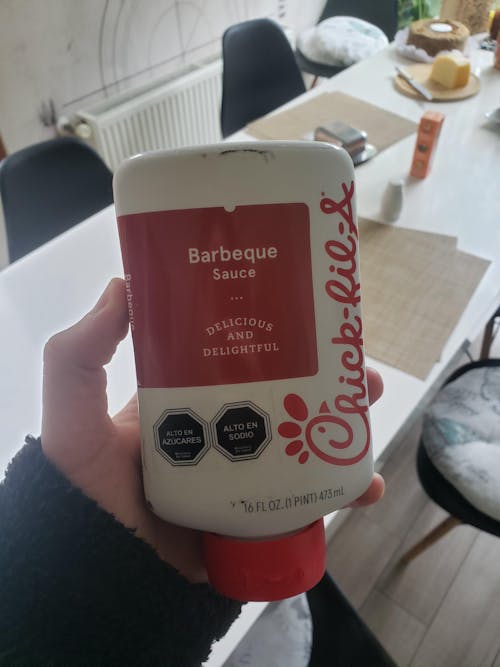 Barbeque
Sauce
DELICIOUS
AND
DELIGHTFUL
Chick-fil-A
Barbeque
ALTO EN
AZÚCARES
ALTO EN
SODIO
16 FL OZ. (1 PINT) 473 mL